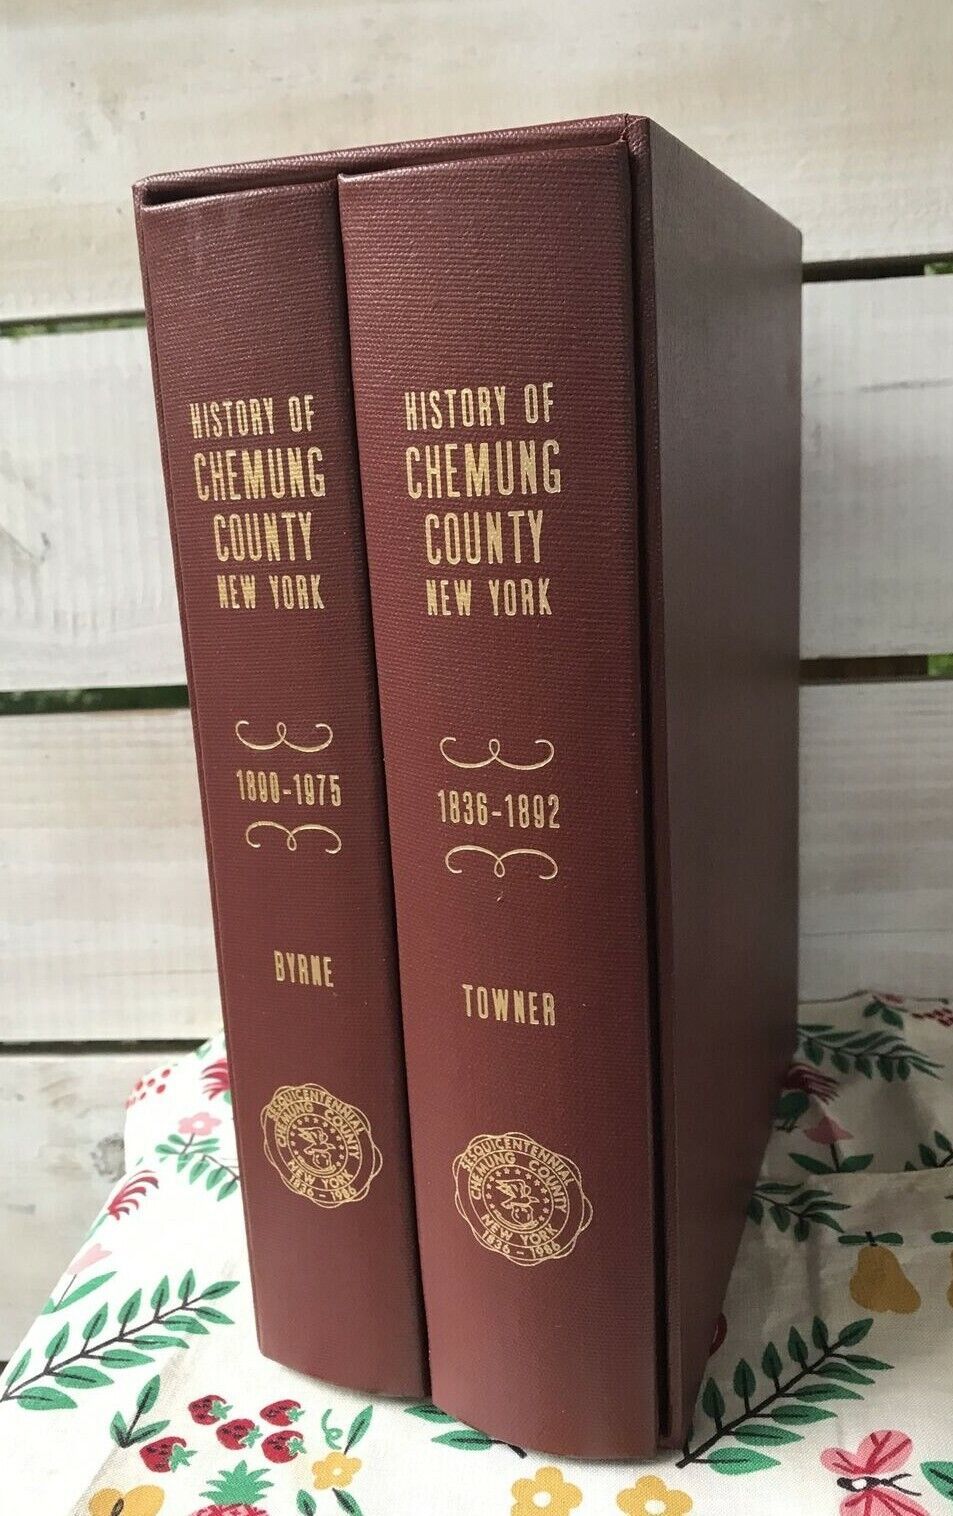 HISTORY OF
CHEMUNG
COUNTY
NEW YORK
1890-1975
BYRNE
SESQUICENTENNIAL
CHEMUNG COUNTY
NEW YORK
1836 - 1986
HISTORY OF
CHEMUNG
COUNTY
NEW YORK
1836-1892
TOWNER
SESQUICENTENNIAL
CHEMUNG COUNTY
NEW YORK
1836 - 1986